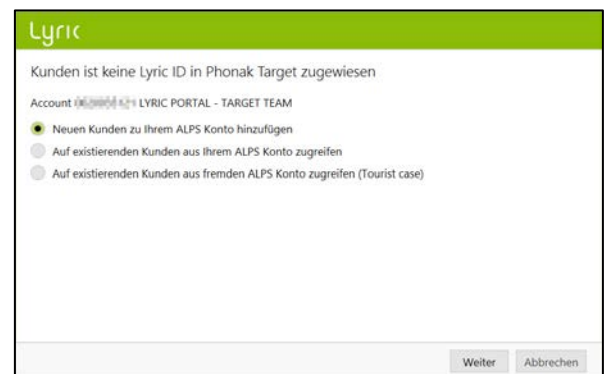 Lyric
Kunden ist keine Lyric ID in Phonak Target zugewiesen
Account LYRIC PORTAL - TARGET TEAM
Neuen Kunden zu Ihrem ALPS Konto hinzufügen
Auf existierenden Kunden aus Ihrem ALPS Konto zugreifen
Auf existierenden Kunden aus fremden ALPS Konto zugreifen (Tourist case)
Weiter Abbrechen